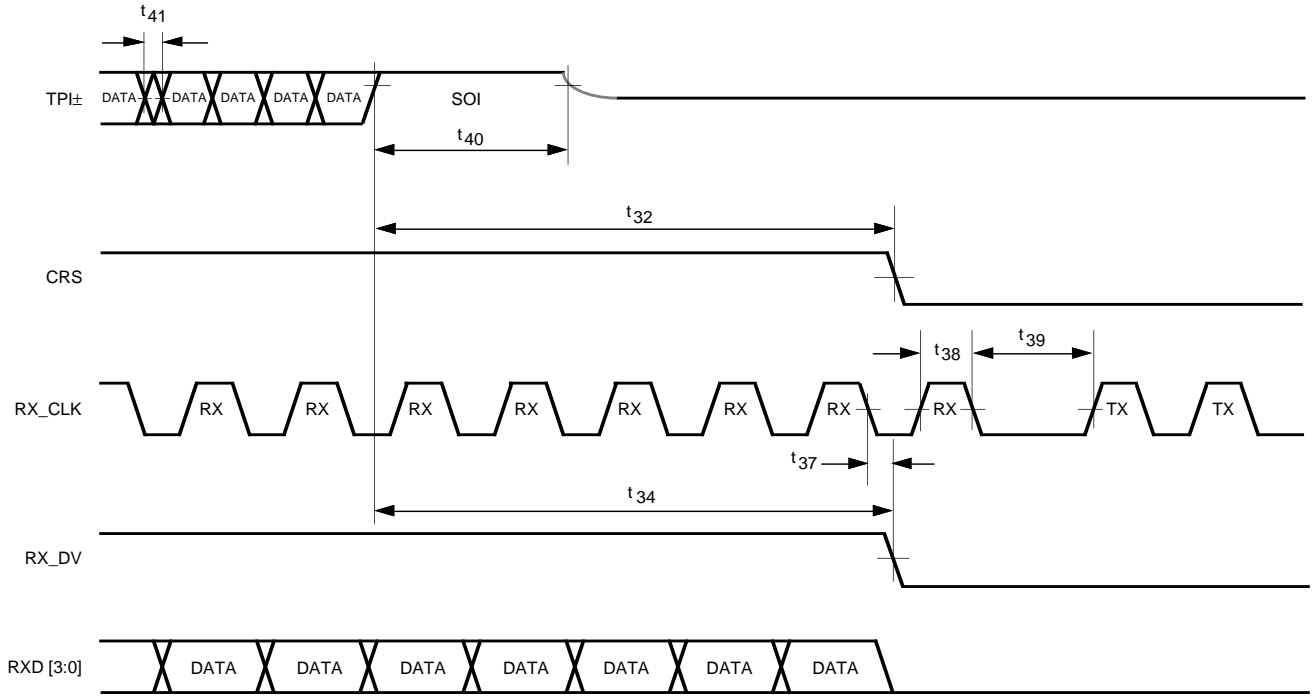 t41
TPI± DATA DATA DATA DATA DATA SOI
t40
t32
CRS
t38 t39
RX_CLK RX RX RX RX RX RX RX RX TX TX
t37
t34
RX_DV
RXD [3:0] DATA DATA DATA DATA DATA DATA DATA